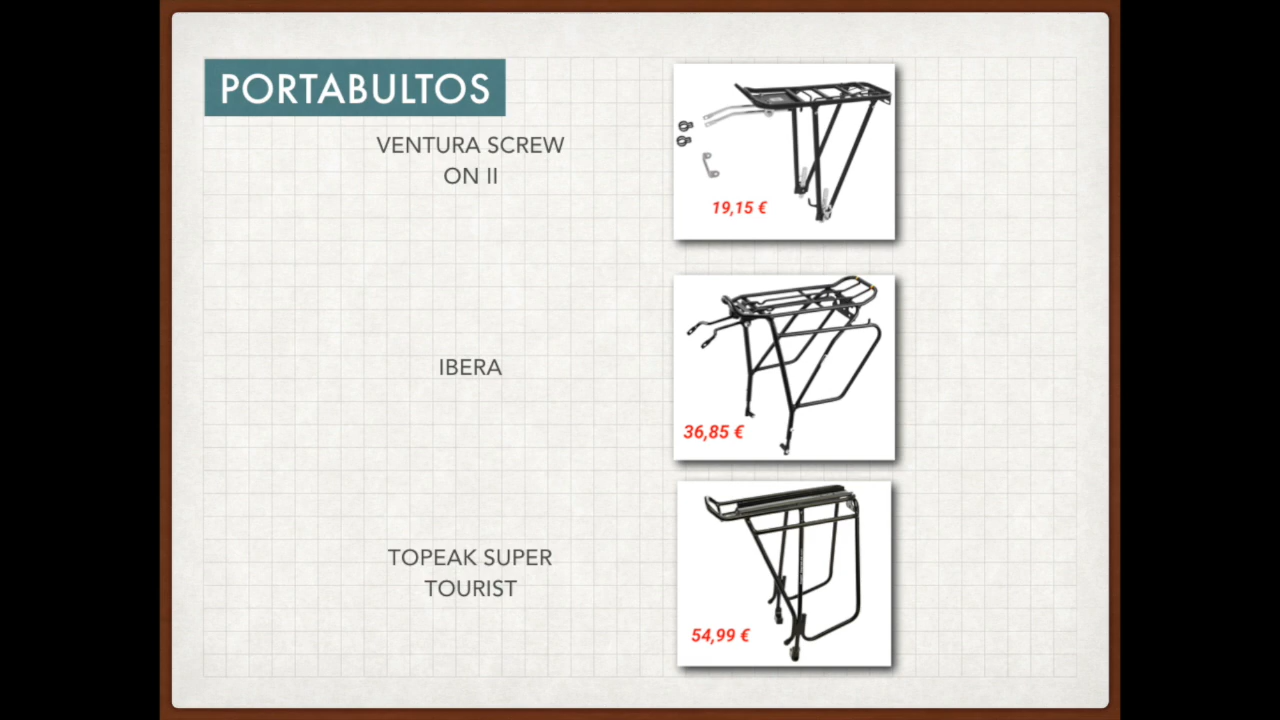 PORTABULTOS
VENTURA SCREW
ON II
19,15 €
IBERA
36,85 €
TOPEAK SUPER
TOURIST
54,99 €